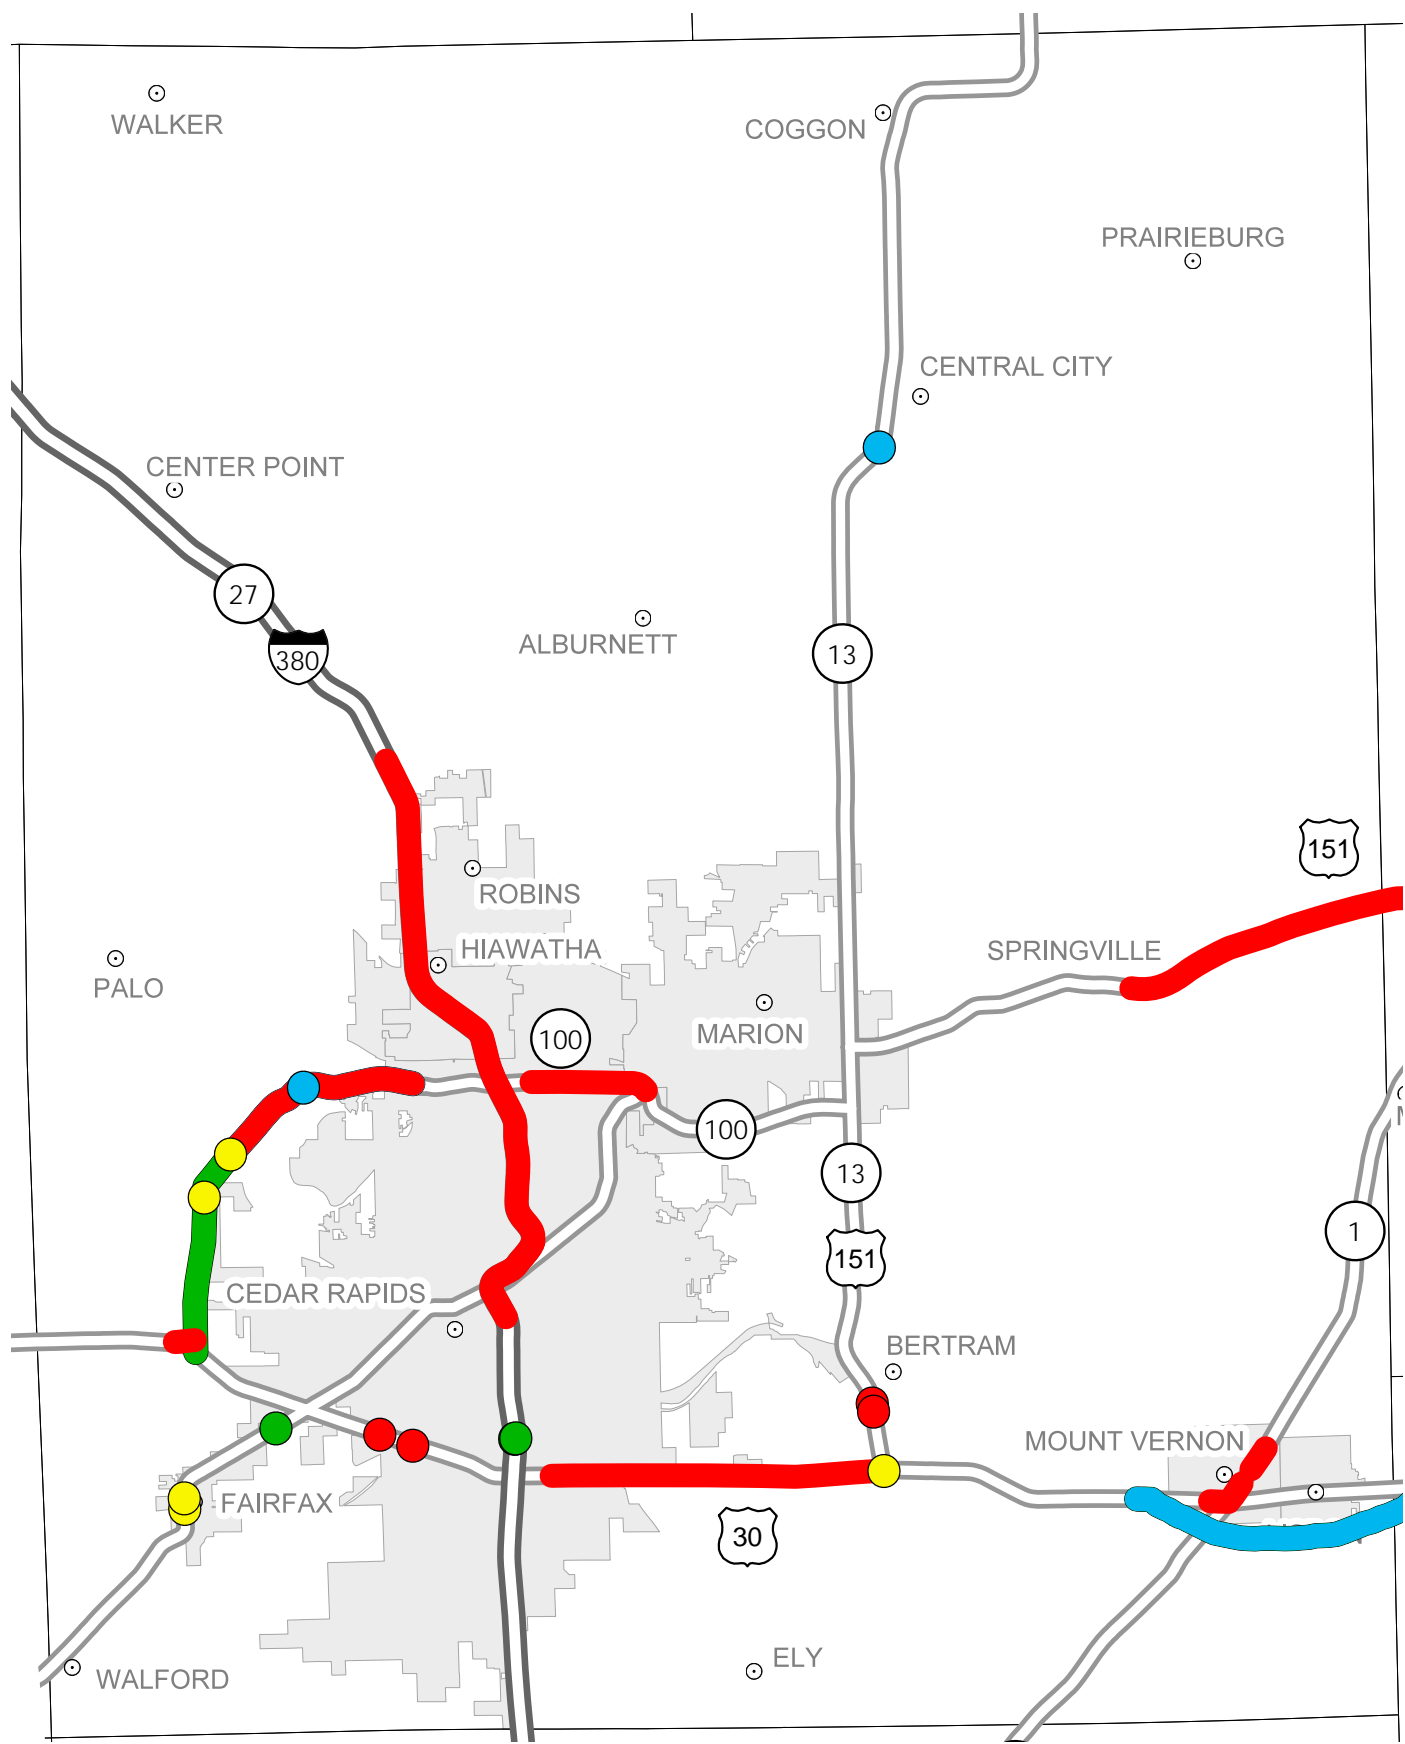 WALKER
COGGON
PRAIRIEBURG
CENTRAL CITY
CENTER POINT
27
ALBURNETT
13
380
151
ROBINS
HIAWATHA
SPRINGVILLE
PALO
MARION
100
100
13
1
151
CEDAR RAPIDS
BERTRAM
MOUNT VERNON
FAIRFAX
30
ELY
WALFORD